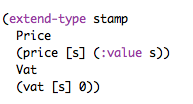 (extend-type stamp
  Price
  (price [s] (:value s))
  Vat
  (vat [s] 0))